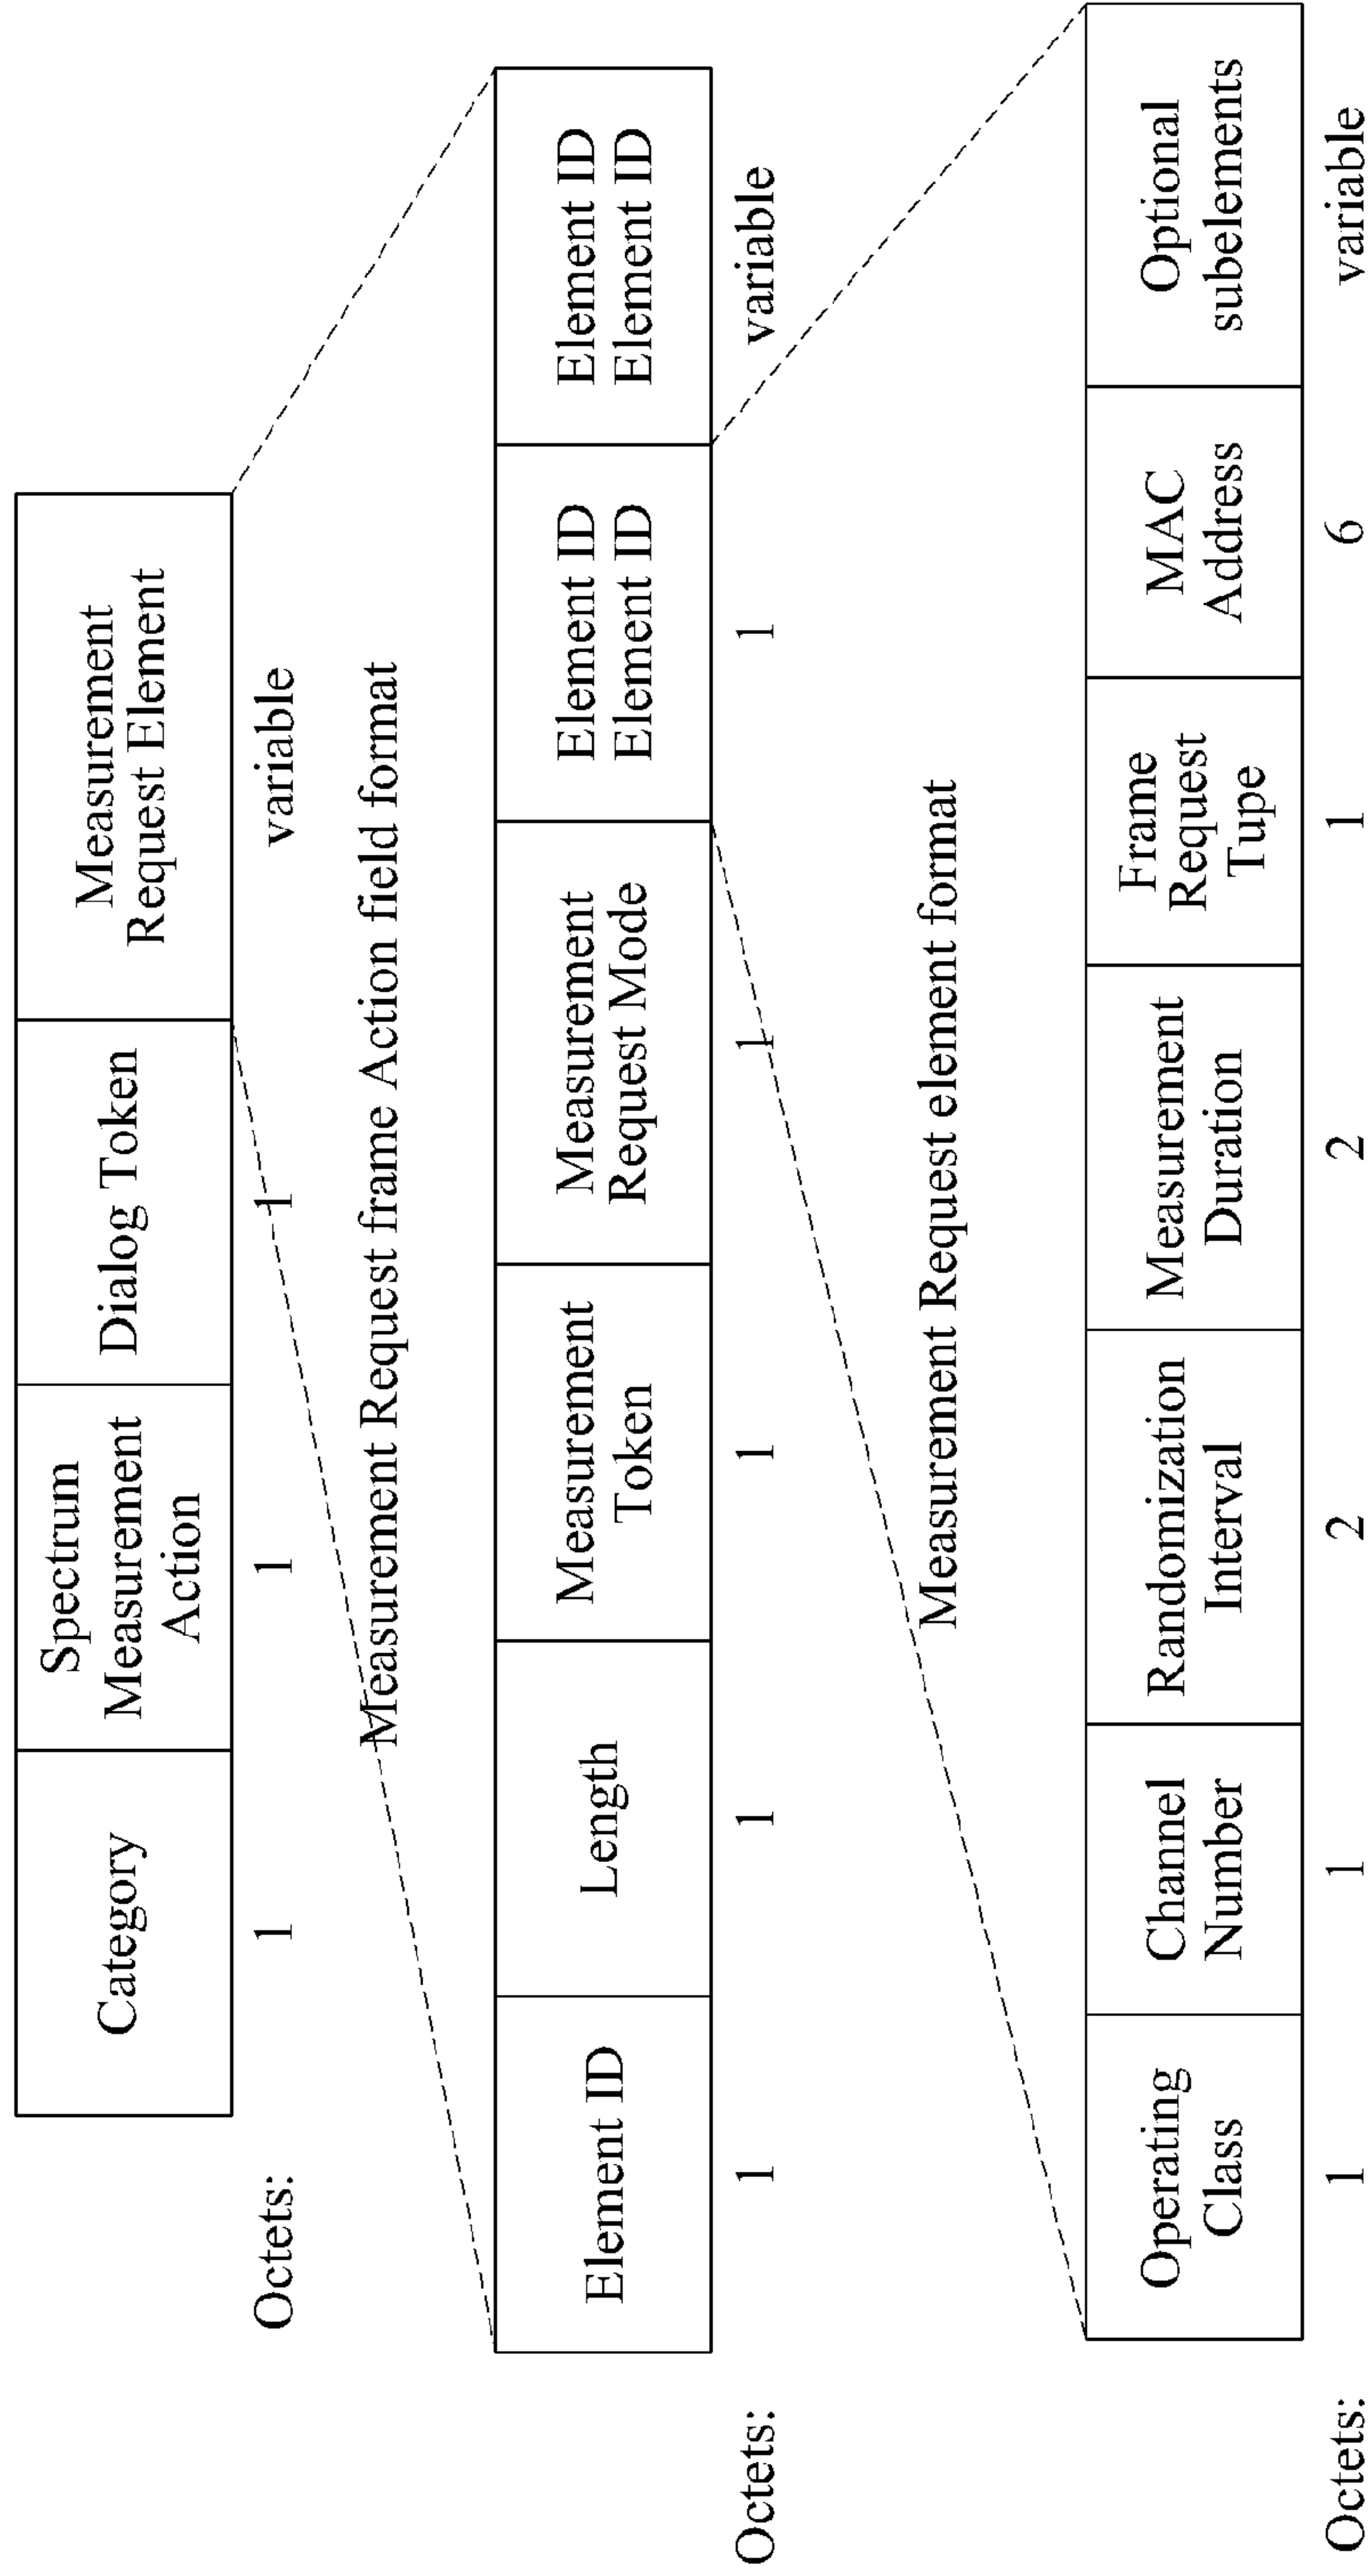 Category
Spectrum
Measurement
Action
Dialog Token
Measurement
Request Element
Octets:
1
1
1
variable
Measurement Request frame Action field format
Element ID
Length
Measurement
Token
Measurement
Request Mode
Element ID
Element ID
Element ID
Element ID
Octets:
1
1
1
1
1
variable
Measurement Request element format
Operating
Class
Channel
Number
Randomization
Interval
Measurement
Duration
Frame
Request
Tupe
MAC
Address
Optional
subelements
Octets:
1
1
2
2
1
6
variable